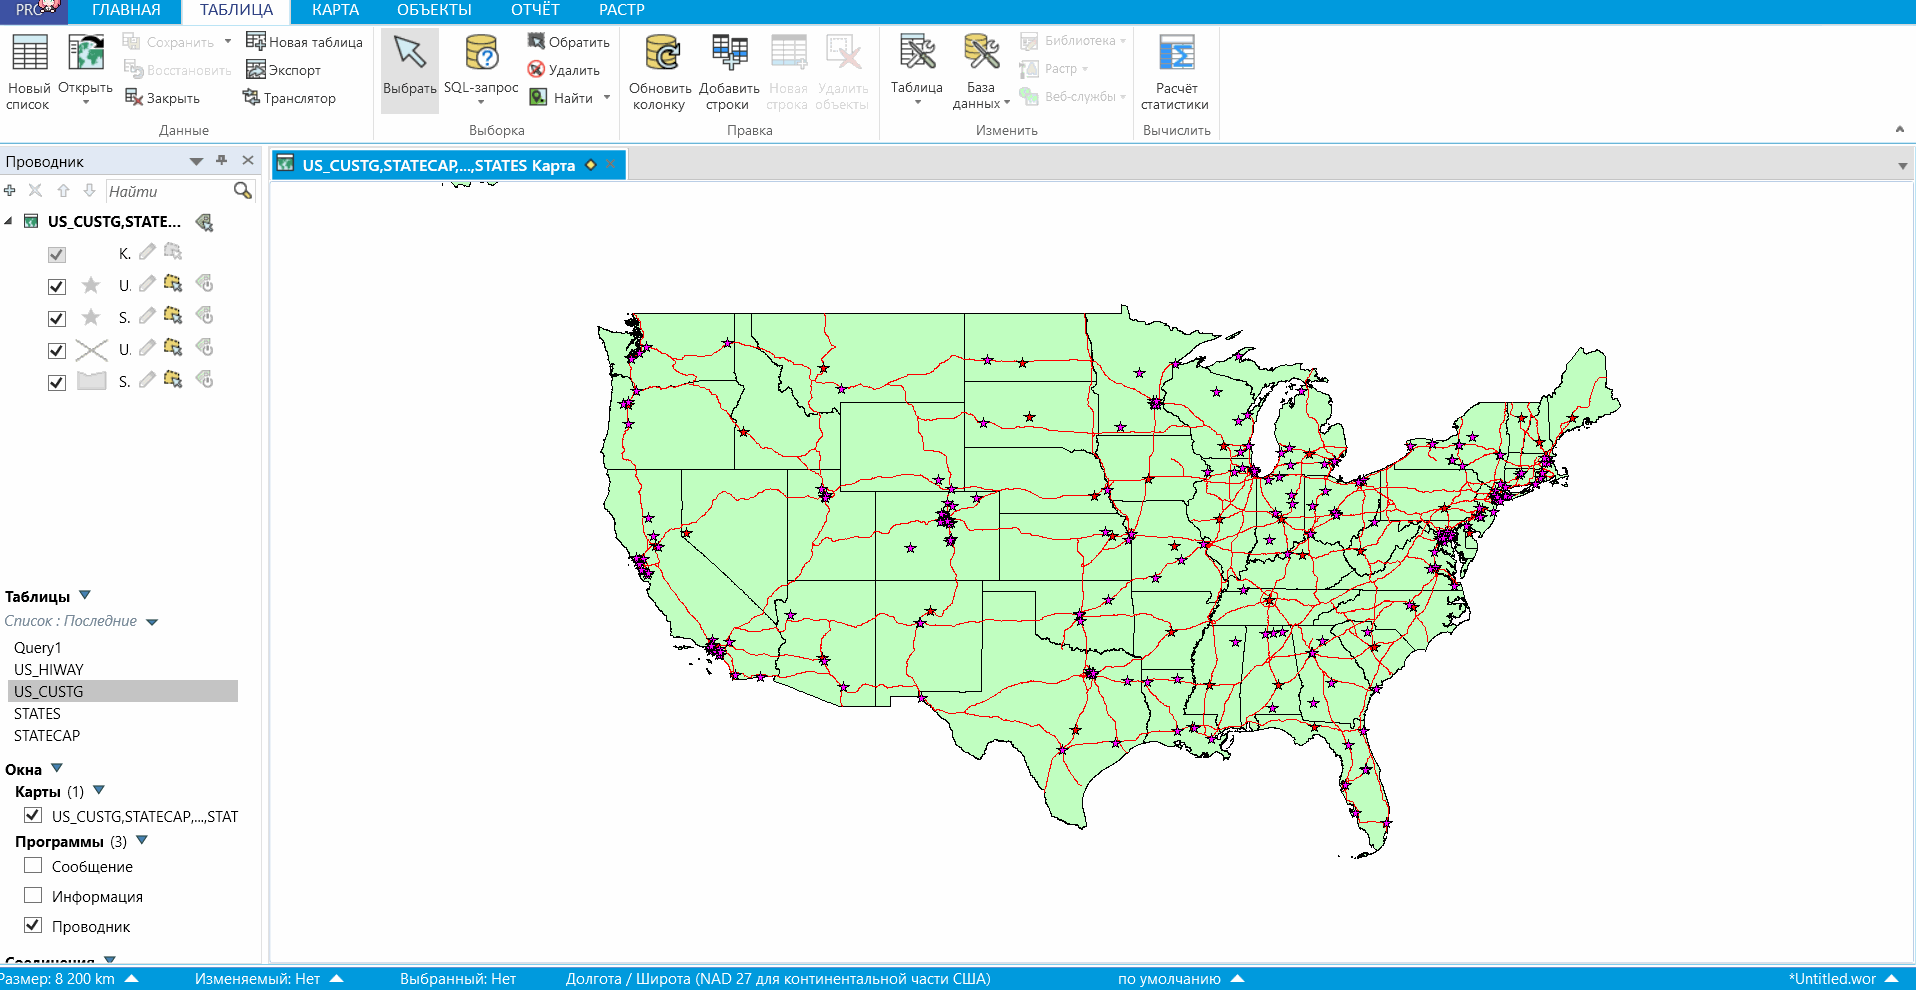 PRO ГЛАВНАЯ ТАБЛИЦА КАРТА ОБЪЕКТЫ ОТЧЁТ РАСТР
Новый список
Открыть
Сохранить
Восстановить
Закрыть
Новая таблица
Экспорт
Транслятор
Данные
Выбрать
SQL-запрос
Обратить
Удалить
Найти
Выборка
Обновить колонку
Добавить строки
Новая строка
Удалить объекты
Правка
Таблица
База данных
Библиотека
Растр
Веб-службы
Изменить
Расчёт статистики
Вычислить
Проводник
Найти
US_CUSTG,STATE...
К.
U.
S.
U.
S.
Таблицы
Список : Последние
Query1
US_HIWAY
US_CUSTG
STATES
STATECAP
Окна
Карты (1)
US_CUSTG,STATECAP,...,STAT
Программы (3)
Сообщение
Информация
Проводник
Соединения
US_CUSTG,STATECAP,...,STATES Карта
Размер: 8 200 km Изменяемый: Нет Выбранный: Нет Долгота / Широта (NAD 27 для континентальной части США) по умолчанию *Untitled.wor